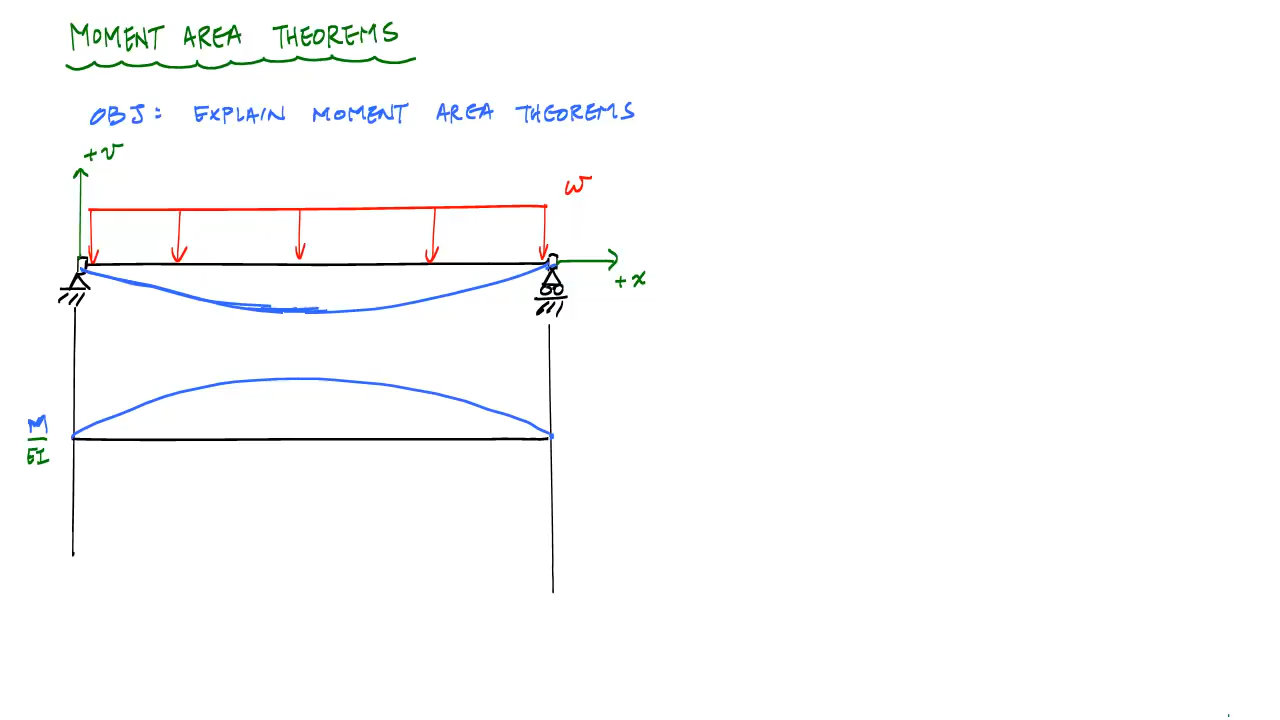 MOMENT AREA THEOREMS
OBJ: EXPLAIN MOMENT AREA THEOREMS
+v
w
+x
M
EI